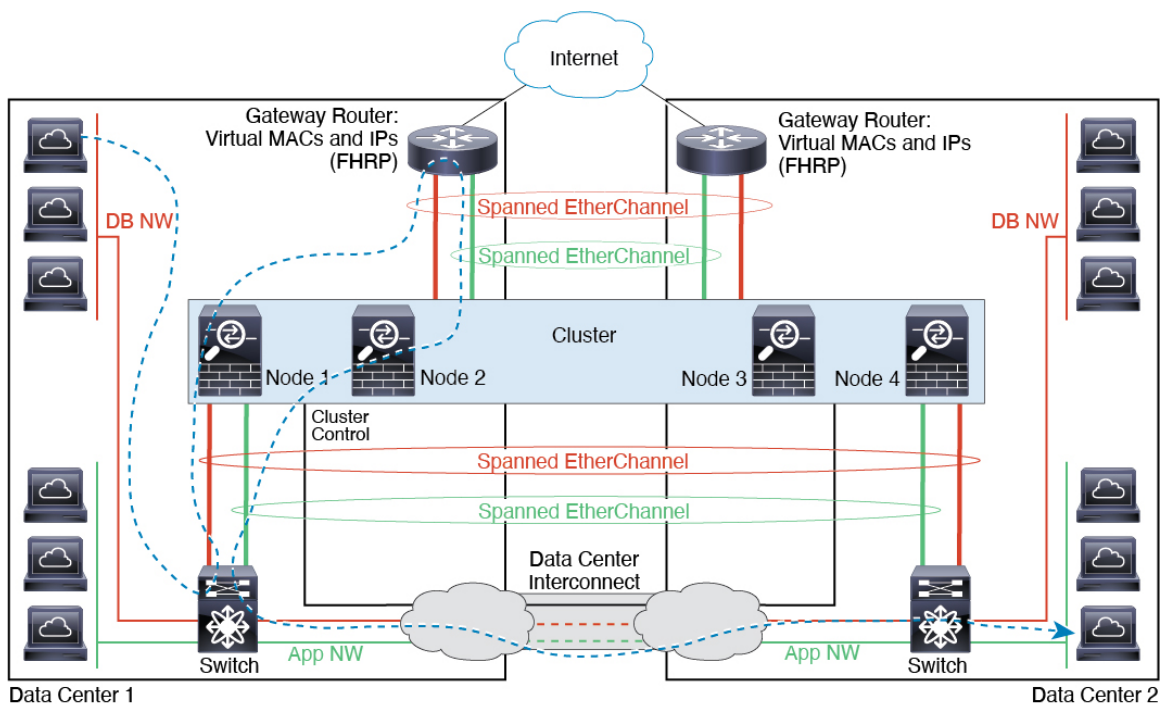 Internet
Gateway Router:
Virtual MACs and IPs
(FHRP)
Gateway Router:
Virtual MACs and IPs
(FHRP)
DB NW
Spanned EtherChannel
DB NW
Spanned EtherChannel
Cluster
Node 1
Node 2
Node 3
Node 4
Cluster
Control
Spanned EtherChannel
Spanned EtherChannel
Data Center
Interconnect
App NW
App NW
Switch
Switch
Data Center 1
Data Center 2